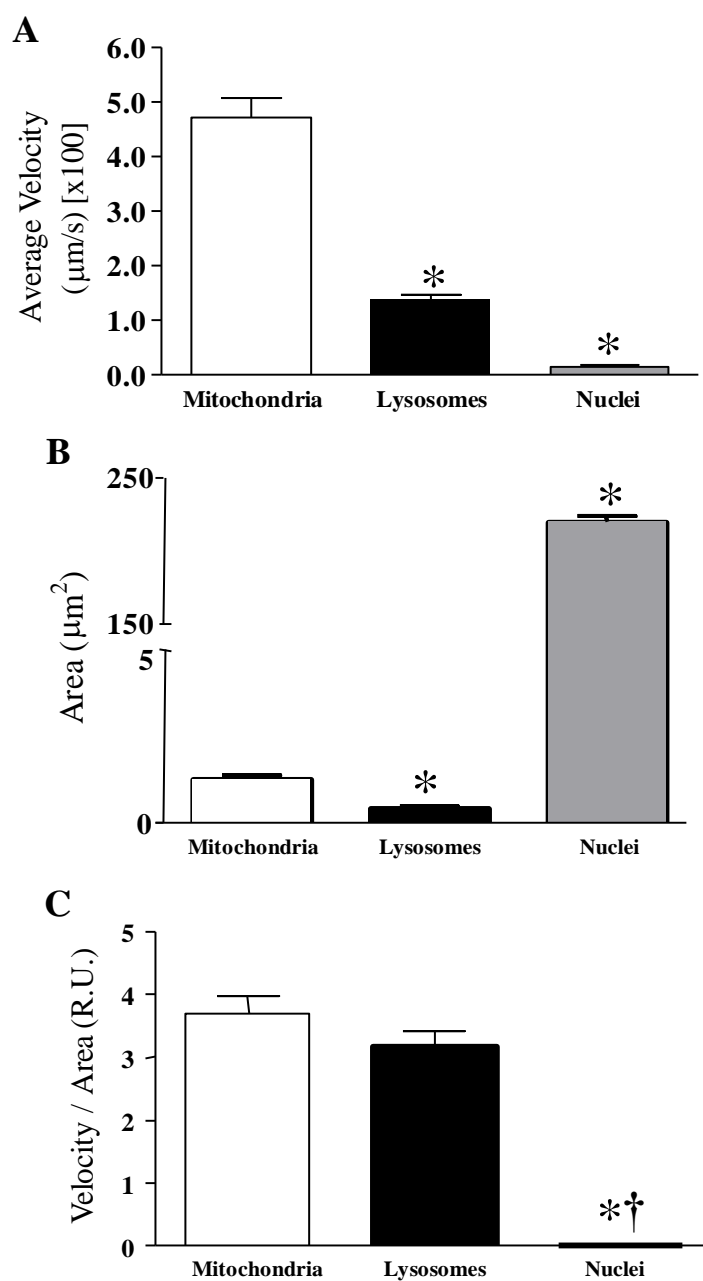 A
Average Velocity
(μm/s) [x100]
6.0
5.0
4.0
3.0
2.0
1.0
0.0
*
*
Mitochondria Lysosomes Nuclei
B
Area (μm²)
250
150
5
0
*
*
Mitochondria Lysosomes Nuclei
C
Velocity / Area (R.U.)
5
4
3
2
1
0
*†
Mitochondria Lysosomes Nuclei